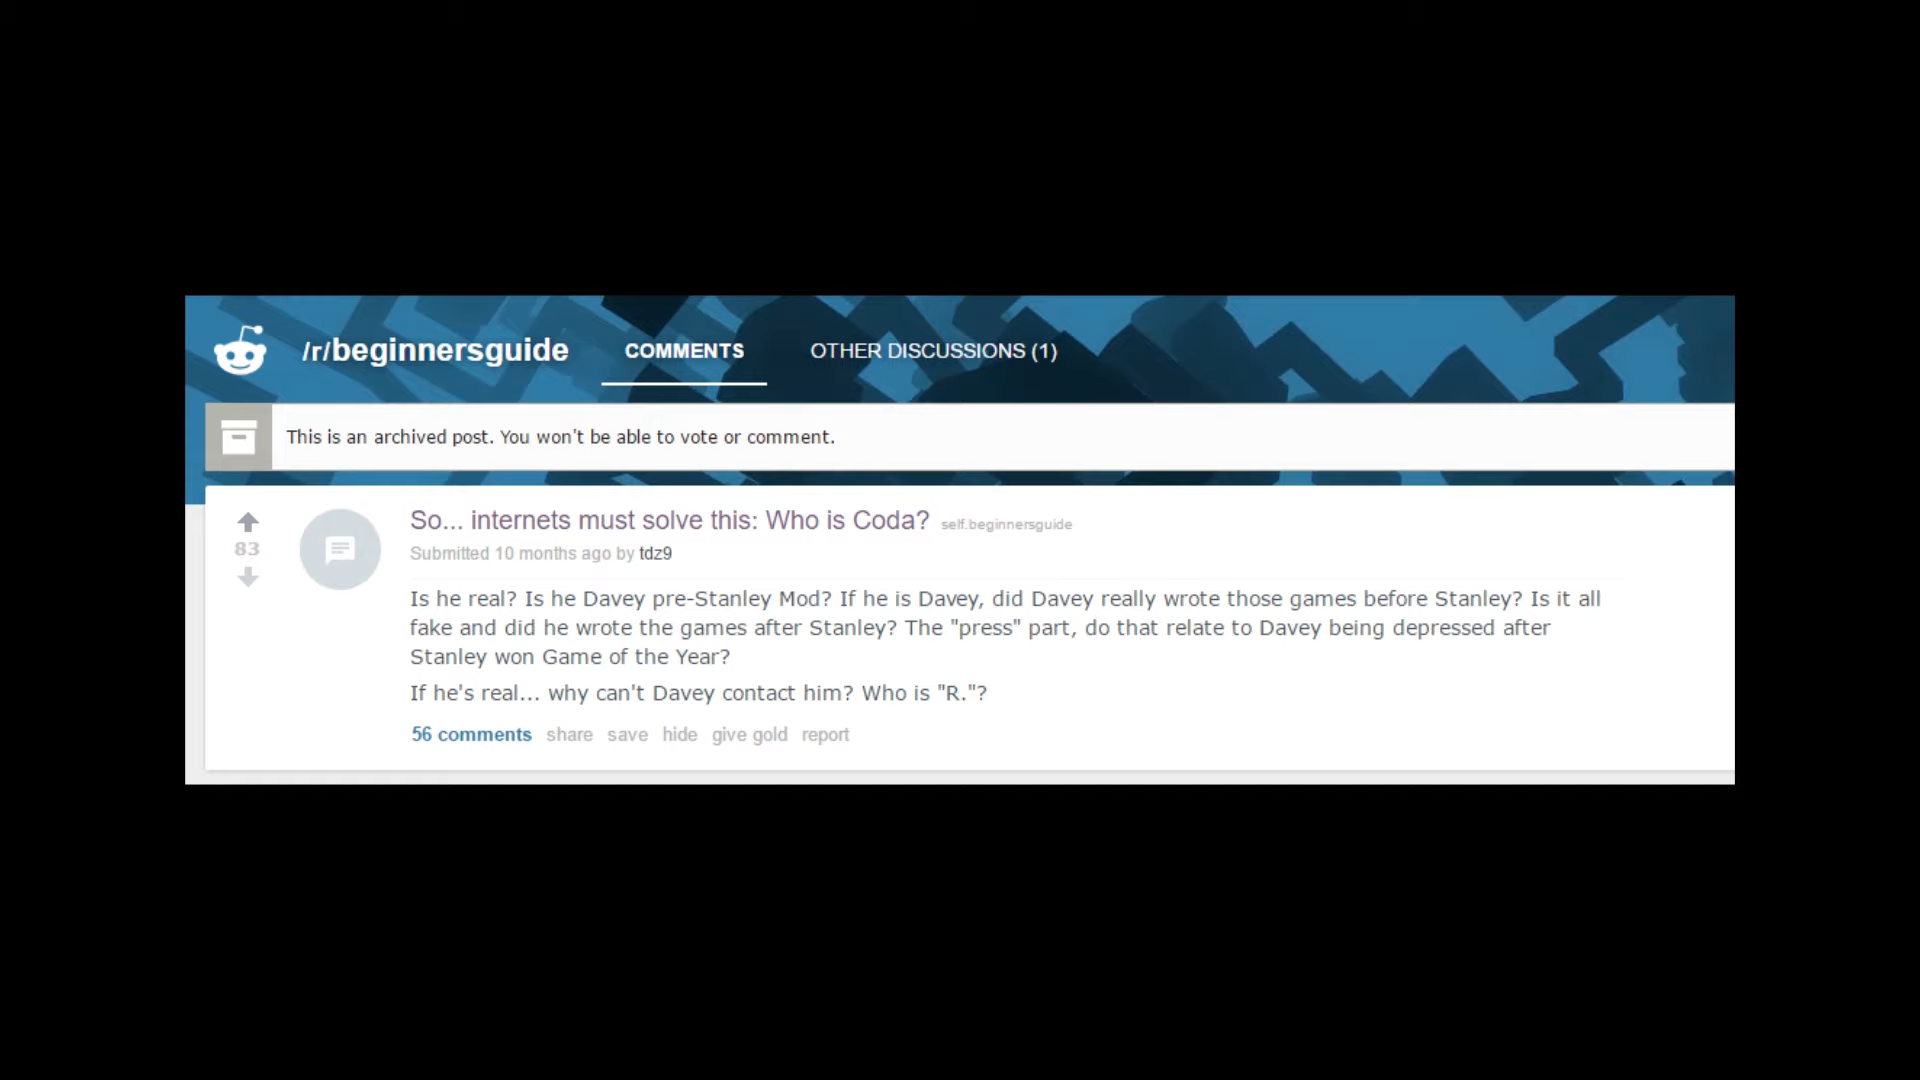 /r/beginnersguide COMMENTS OTHER DISCUSSIONS (1)
This is an archived post. You won't be able to vote or comment.
So... internets must solve this: Who is Coda? self.beginnersguide
83
Submitted 10 months ago by tdz9
Is he real? Is he Davey pre-Stanley Mod? If he is Davey, did Davey really wrote those games before Stanley? Is it all
fake and did he wrote the games after Stanley? The "press" part, do that relate to Davey being depressed after
Stanley won Game of the Year?
If he's real... why can't Davey contact him? Who is "R."?
56 comments share save hide give gold report